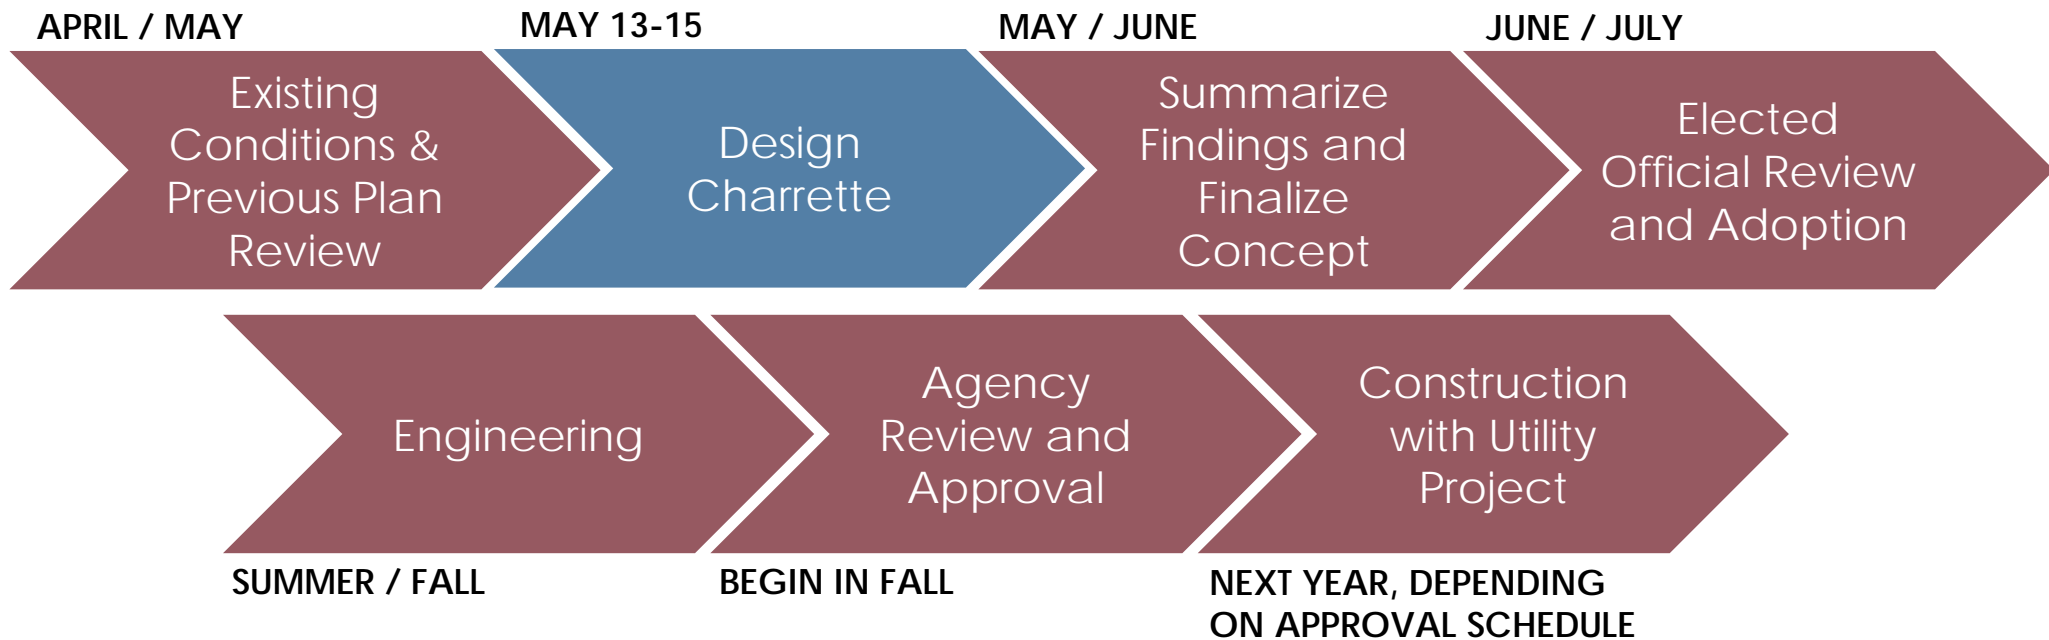 APRIL / MAY
Existing
Conditions &
Previous Plan
Review
MAY 13-15
Design
Charrette
MAY / JUNE
Summarize
Findings and
Finalize
Concept
JUNE / JULY
Elected
Official Review
and Adoption
Engineering
SUMMER / FALL
Agency
Review and
Approval
BEGIN IN FALL
Construction
with Utility
Project
NEXT YEAR, DEPENDING
ON APPROVAL SCHEDULE